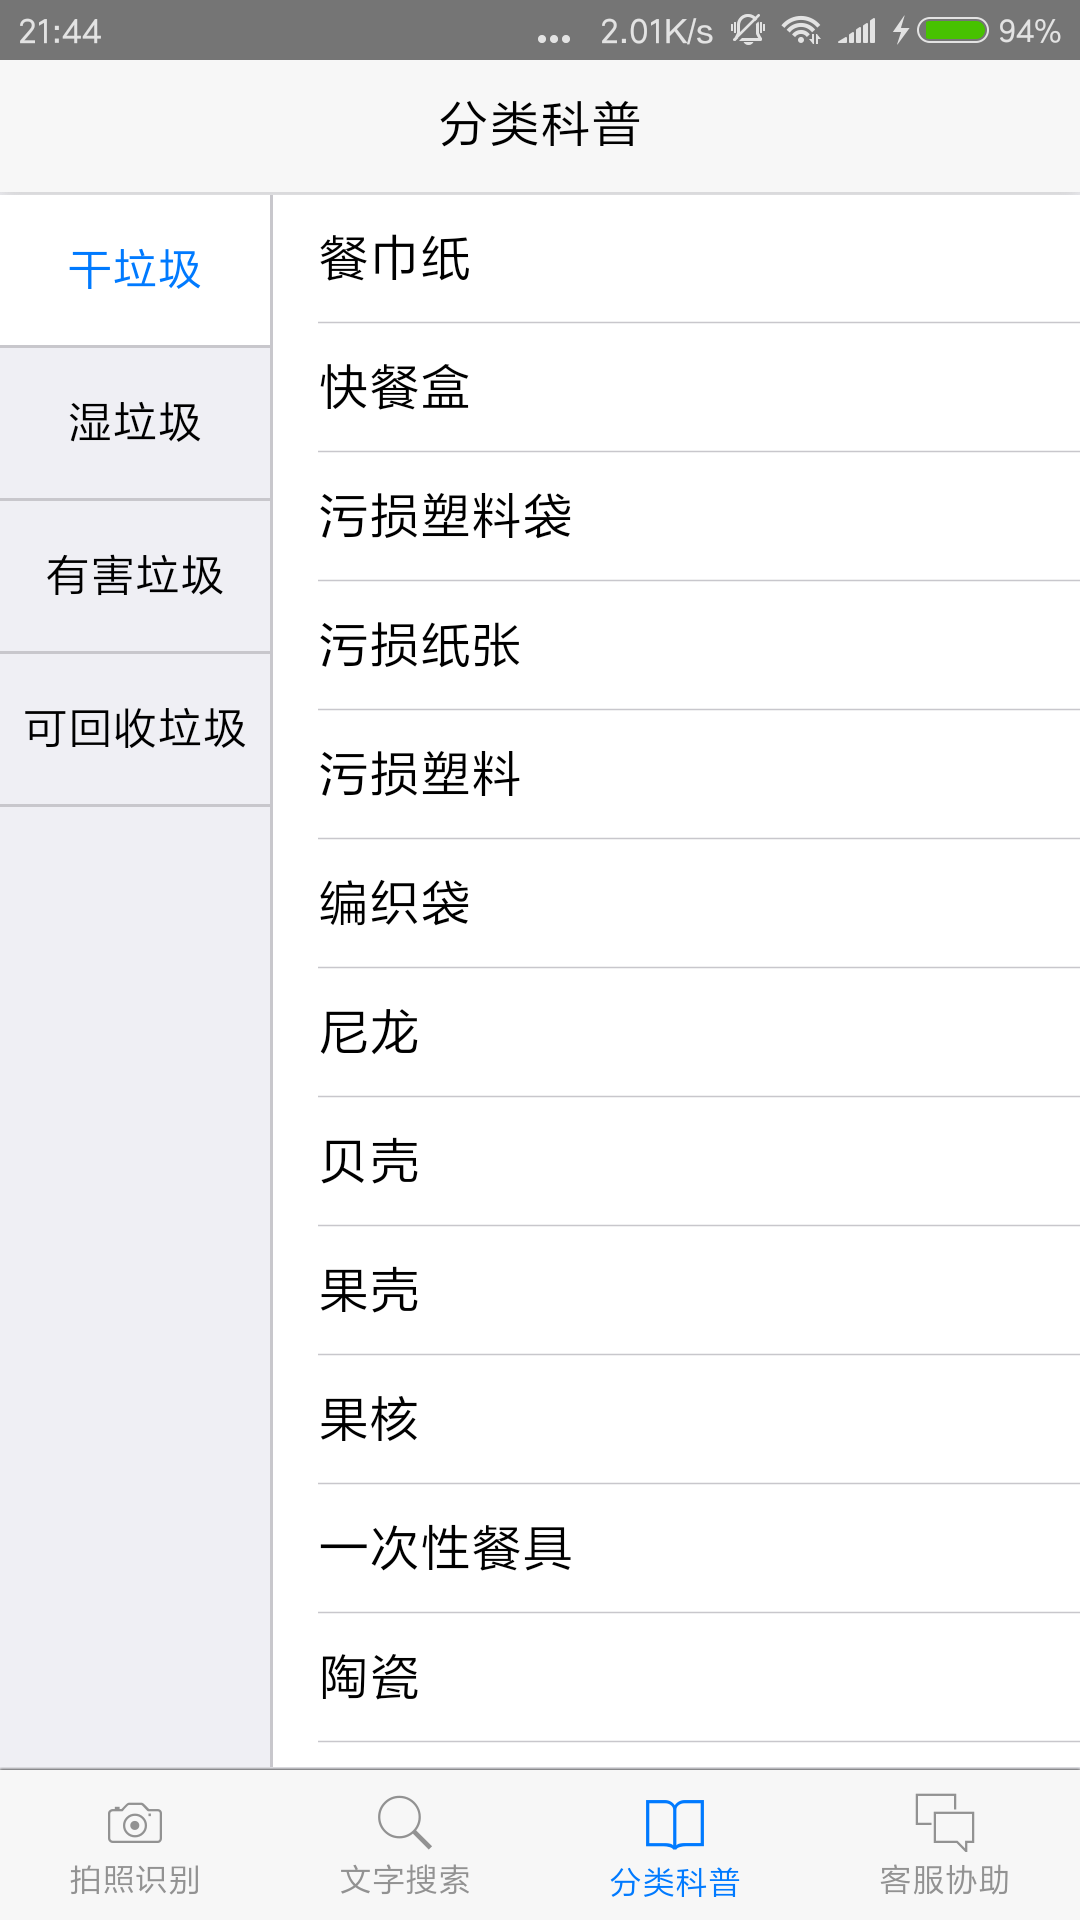 21:44 ... 2.01K/s 94%
分类科普
干垃圾
湿垃圾
有害垃圾
可回收垃圾
餐巾纸
快餐盒
污损塑料袋
污损纸张
污损塑料
编织袋
尼龙
贝壳
果壳
果核
一次性餐具
陶瓷
拍照识别
文字搜索
分类科普
客服协助